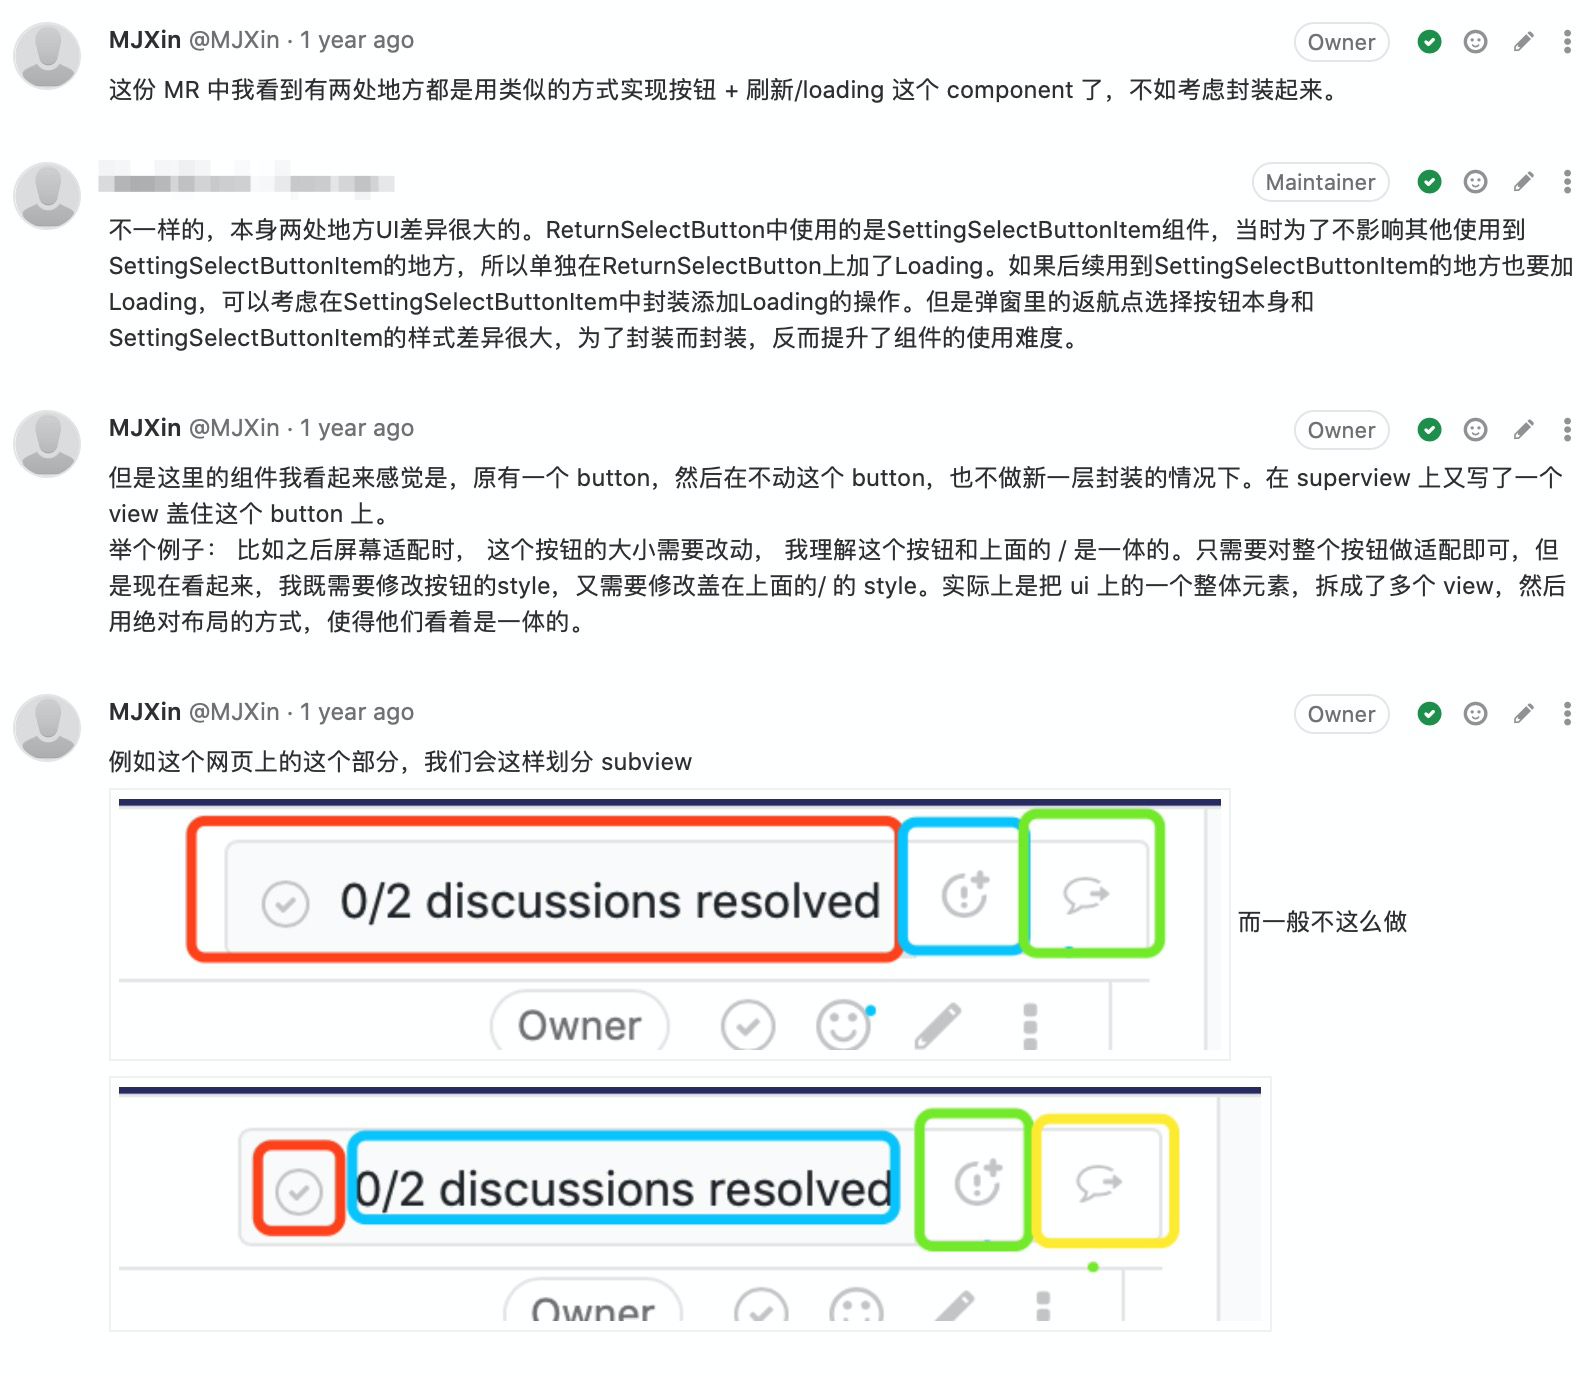 MJXin @MJXin · 1 year ago
Owner
这份 MR 中我看到有两处地方都是用类似的方式实现按钮 + 刷新/loading 这个 component 了，不如考虑封装起来。
Maintainer
不一样的，本身两处地方UI差异很大的。ReturnSelectButton中使用的是SettingSelectButtonItem组件，当时为了不影响其他使用到
SettingSelectButtonItem的地方，所以单独在ReturnSelectButton上加了Loading。如果后续用到SettingSelectButtonItem的地方也要加
Loading，可以考虑在SettingSelectButtonItem中封装添加Loading的操作。但是弹窗里的返航点选择按钮本身和
SettingSelectButtonItem的样式差异很大，为了封装而封装，反而提升了组件的使用难度。
MJXin @MJXin · 1 year ago
Owner
但是这里的组件我看起来感觉是，原有一个 button，然后在不动这个 button，也不做新一层封装的情况下。在 superview 上又写了一个
view 盖住这个 button 上。
举个例子： 比如之后屏幕适配时， 这个按钮的大小需要改动， 我理解这个按钮和上面的 / 是一体的。只需要对整个按钮做适配即可，但
是现在看起来，我既需要修改按钮的style，又需要修改盖在上面的/ 的 style。实际上是把 ui 上的一个整体元素，拆成了多个 view，然后
用绝对布局的方式，使得他们看着是一体的。
MJXin @MJXin · 1 year ago
Owner
例如这个网页上的这个部分，我们会这样划分 subview
0/2 discussions resolved
Owner
而一般不这么做
0/2 discussions resolved
Owner